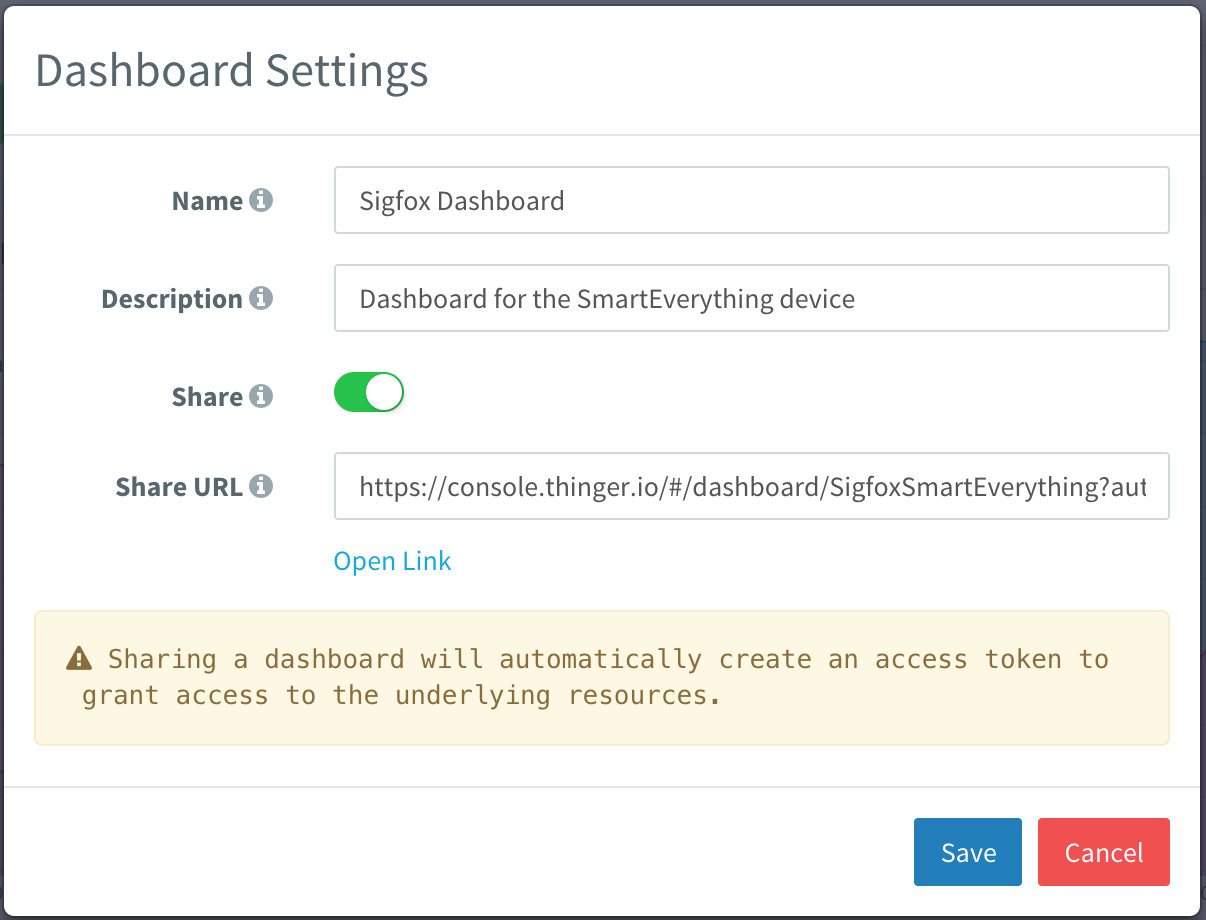 Dashboard Settings
Name
Sigfox Dashboard
Description
Dashboard for the SmartEverything device
Share
Share URL
https://console.thinger.io/#/dashboard/SigfoxSmartEverything?aut
Open Link
Sharing a dashboard will automatically create an access token to
grant access to the underlying resources.
Save Cancel